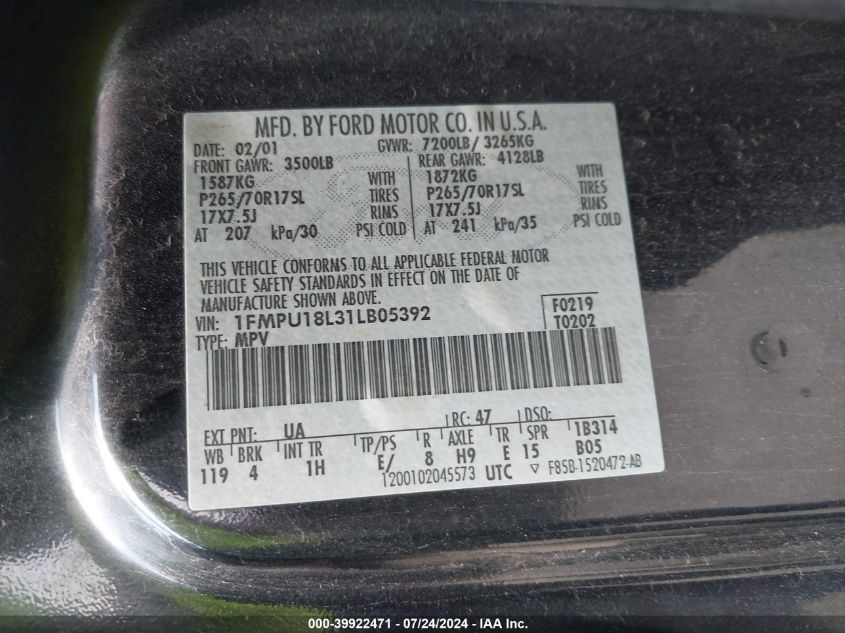 MFD. BY FORD MOTOR CO. IN U.S.A.
DATE: 02/01 GVWR: 7200LB/ 3265KG
FRONT GAWR: 3500LB REAR GAWR: 4128LB
1587KG WITH 1872KG WITH
P265/70R17SL TIRES P265/70R17SL TIRES
17X7.5J RIMS 17X7.5J RIMS
AT 207 kPa/30 PSI COLD AT 241 kPa/35 PSI COLD
THIS VEHICLE CONFORMS TO ALL APPLICABLE FEDERAL MOTOR
VEHICLE SAFETY STANDARDS IN EFFECT ON THE DATE OF
MANUFACTURE SHOWN ABOVE.
VIN: 1FMPU18L31LB05392 F0219
TYPE: MPV T0202
EXT PNT: UA RC: 47 DSO:
WB BRK INT TR TP/PS R AXLE TR SPR 1B314
119 4 1H E/ 8 H9 E 15 B05
1200102045573 UTC ▽ F85B-1520472-AB
000-39922471 - 07/24/2024 - IAA Inc.